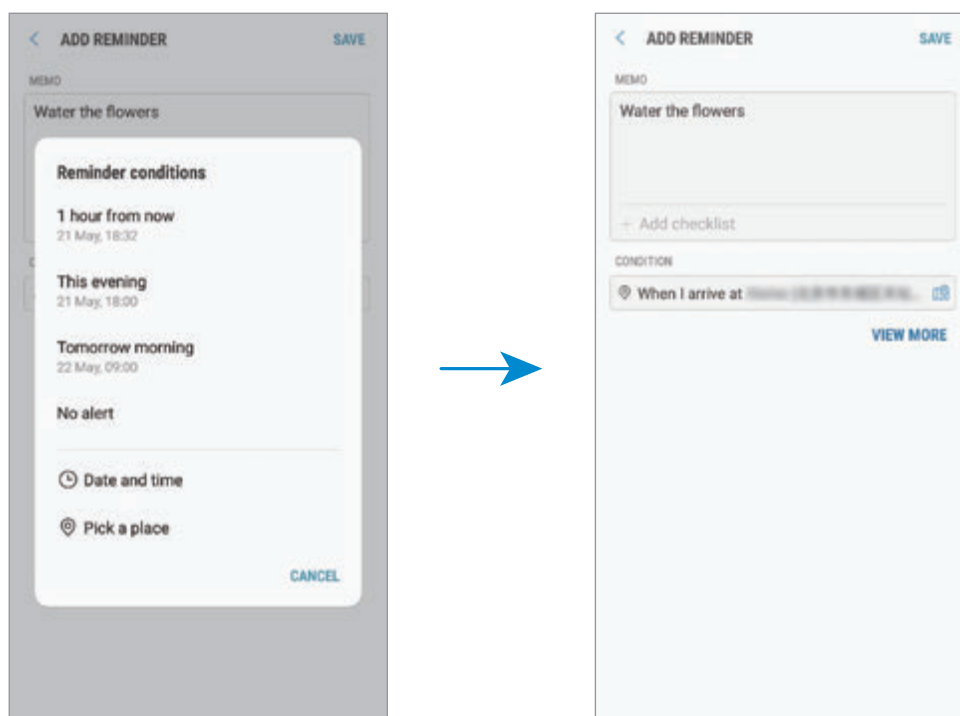 ADD REMINDER SAVE
MEMO
Water the flowers
Reminder conditions
1 hour from now
21 May, 18:32
This evening
21 May, 18:00
Tomorrow morning
22 May, 09:00
No alert
Date and time
Pick a place
CANCEL
ADD REMINDER SAVE
MEMO
Water the flowers
+ Add checklist
CONDITION
When I arrive at
VIEW MORE